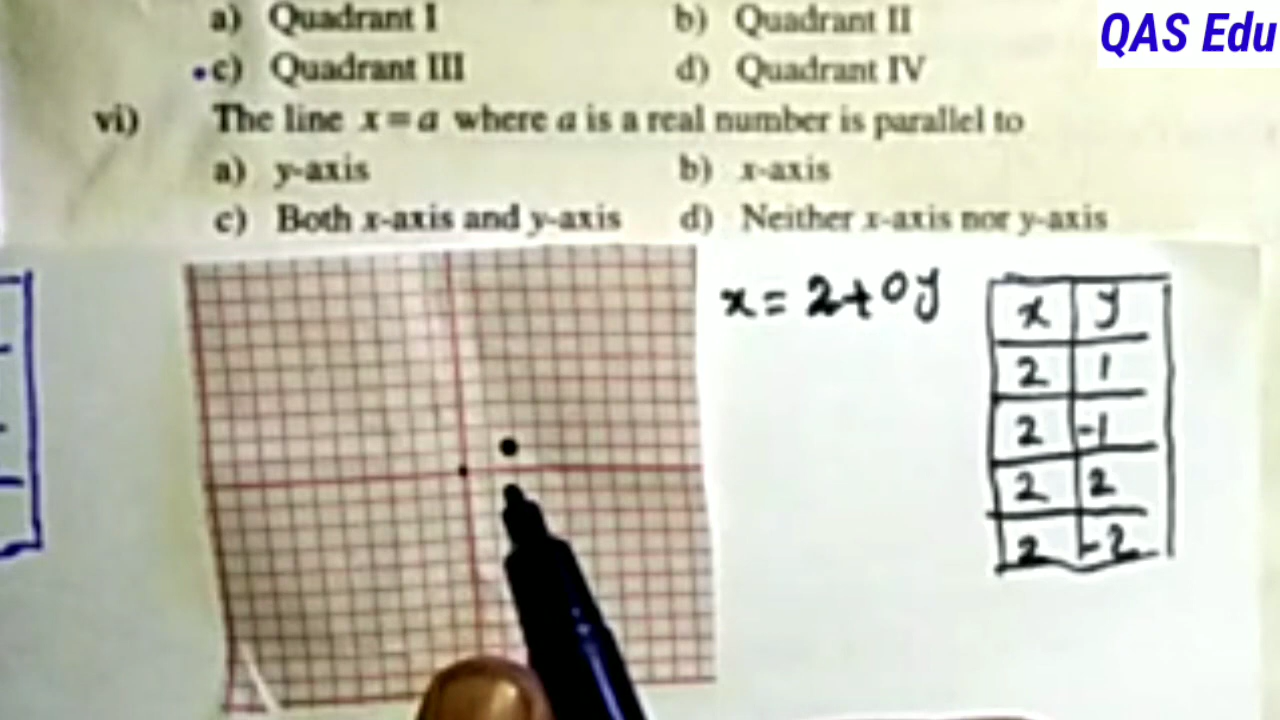 a) Quadrant I b) Quadrant II
QAS Edu
c) Quadrant III d) Quadrant IV
vi) The line x = a where a is a real number is parallel to
a) y-axis b) x-axis
c) Both x-axis and y-axis d) Neither x-axis nor y-axis
x = 2+0y
x y
2 1
2 -1
2 2
2 -2